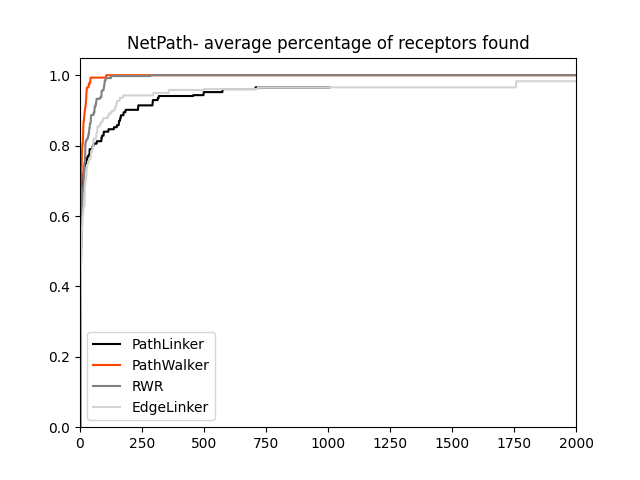 NetPath- average percentage of receptors found
1.0
0.8
0.6
0.4
0.2
0.0
PathLinker
PathWalker
RWR
EdgeLinker
0 250 500 750 1000 1250 1500 1750 2000